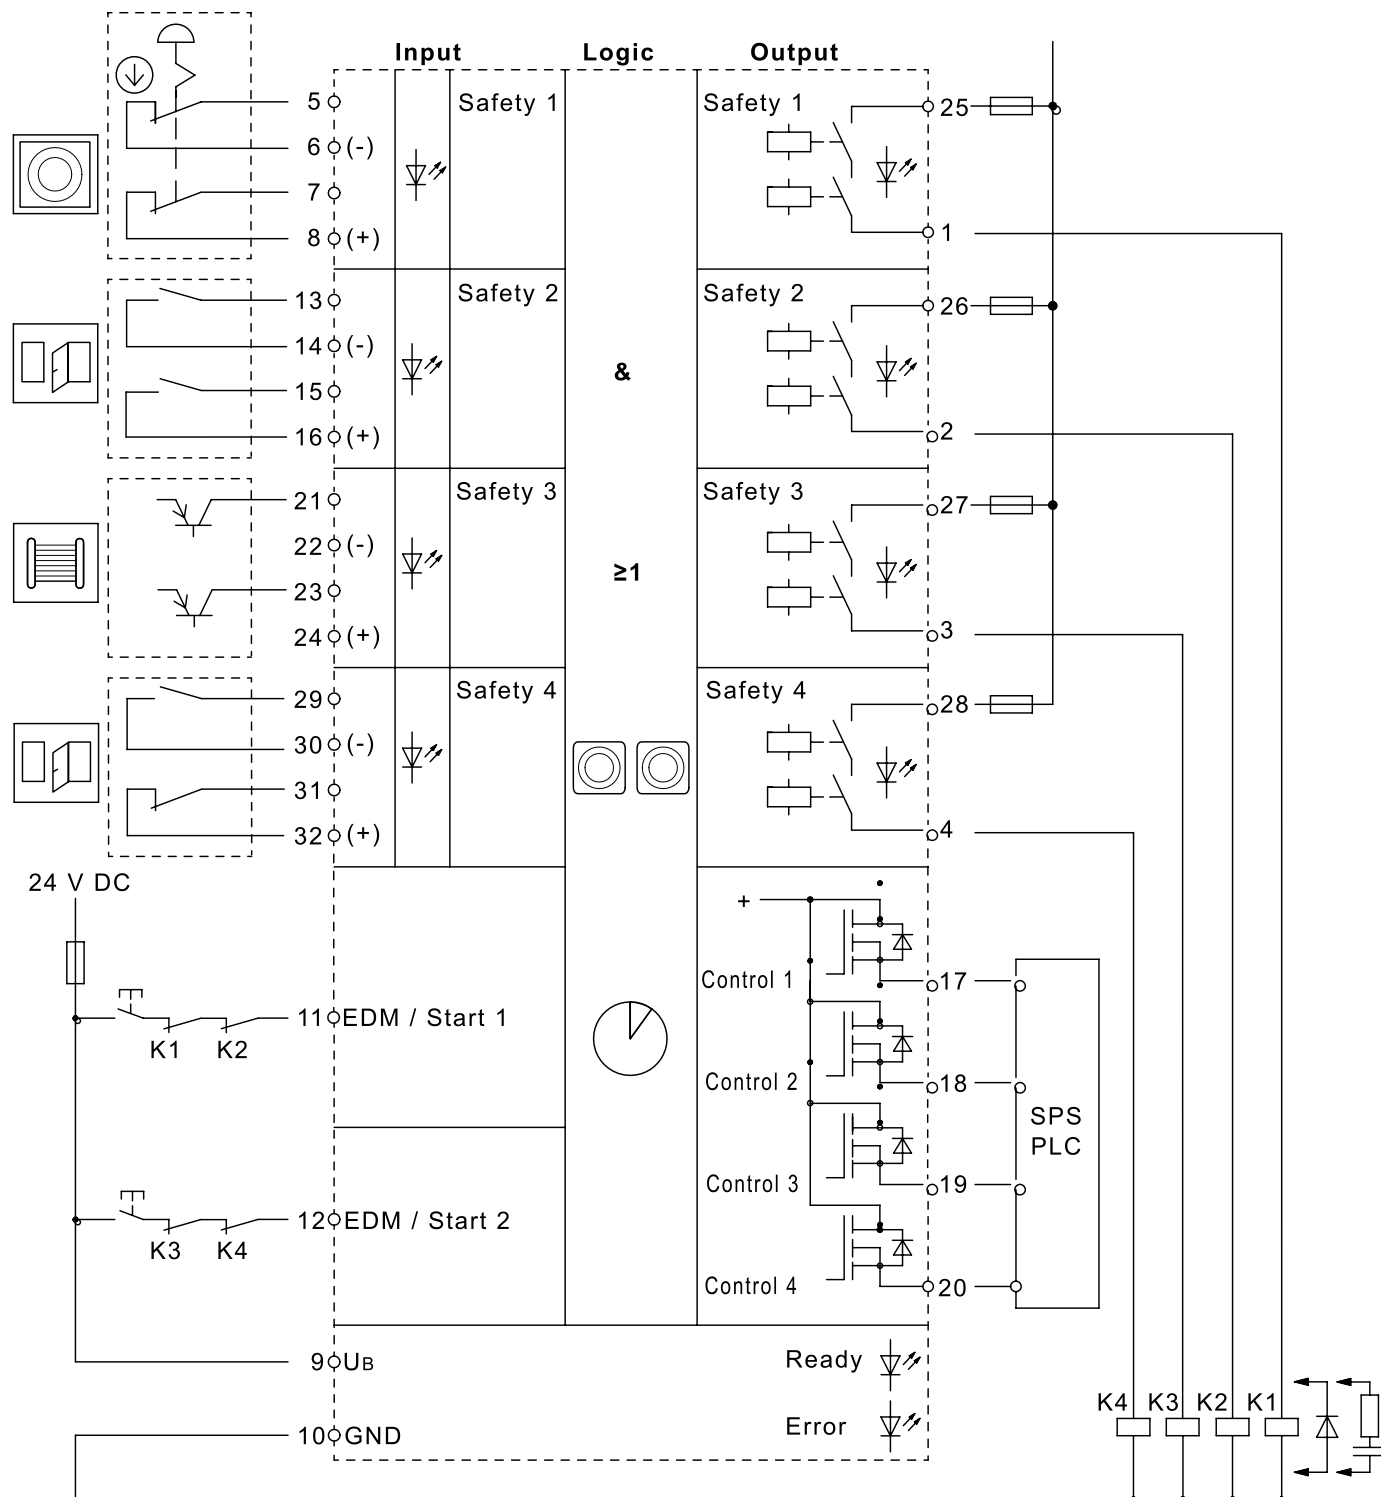 Input Logic Output
5 Safety 1 Safety 1 25
6 (-)
7
8 (+) 1
13 Safety 2 Safety 2 26
14 (-) &
15
16 (+) 2
21 Safety 3 Safety 3 27
22 (-)
≥1
23
24 (+) 3
29 Safety 4 Safety 4 28
30 (-)
31
32 (+) 4
24 V DC
+
Control 1 17
11 EDM / Start 1
K1 K2
Control 2 18
SPS
PLC
Control 3 19
12 EDM / Start 2
K3 K4
Control 4 20
9 UB Ready
K4 K3 K2 K1
Error
10 GND